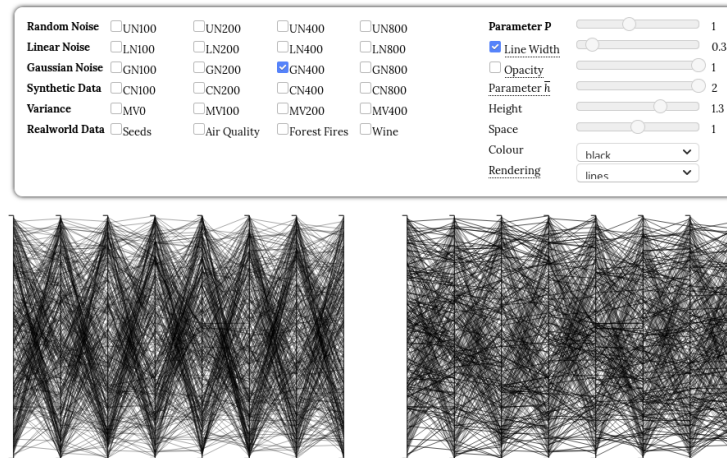 Random Noise UN100 UN200 UN400 UN800
Linear Noise LN100 LN200 LN400 LN800
Gaussian Noise GN100 GN200 GN400 GN800
Synthetic Data CN100 CN200 CN400 CN800
Variance MV0 MV100 MV200 MV400
Realworld Data Seeds Air Quality Forest Fires Wine
Parameter P 1
Line Width 0.3
Opacity 1
Parameter h̅ 2
Height 1.3
Space 1
Colour black
Rendering lines